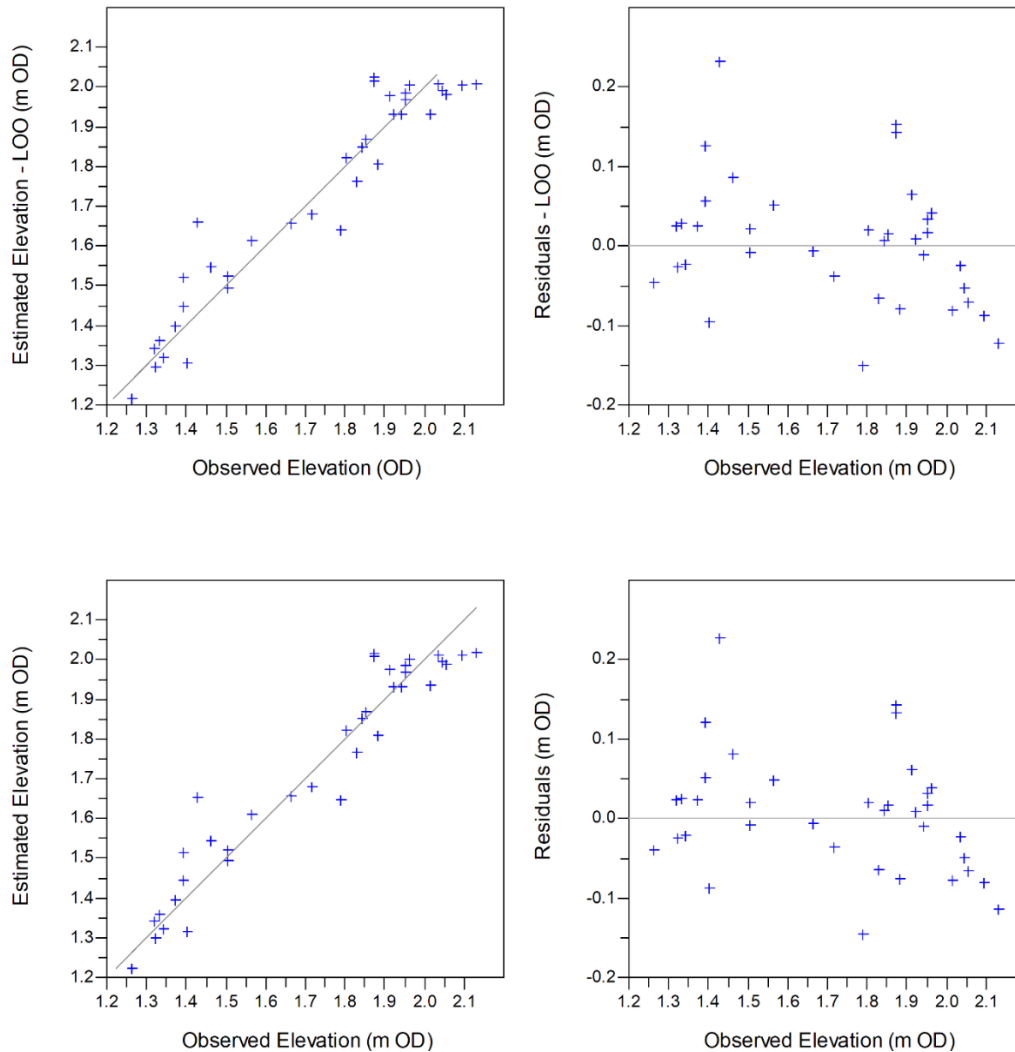 Estimated Elevation - LOO (m OD)
2.1
2.0
1.9
1.8
1.7
1.6
1.5
1.4
1.3
1.2
1.2 1.3 1.4 1.5 1.6 1.7 1.8 1.9 2.0 2.1
Observed Elevation (OD)
Residuals - LOO (m OD)
0.2
0.1
0.0
-0.1
-0.2
1.2 1.3 1.4 1.5 1.6 1.7 1.8 1.9 2.0 2.1
Observed Elevation (m OD)
Estimated Elevation (m OD)
2.1
2.0
1.9
1.8
1.7
1.6
1.5
1.4
1.3
1.2
1.2 1.3 1.4 1.5 1.6 1.7 1.8 1.9 2.0 2.1
Observed Elevation (m OD)
Residuals (m OD)
0.2
0.1
0.0
-0.1
-0.2
1.2 1.3 1.4 1.5 1.6 1.7 1.8 1.9 2.0 2.1
Observed Elevation (m OD)